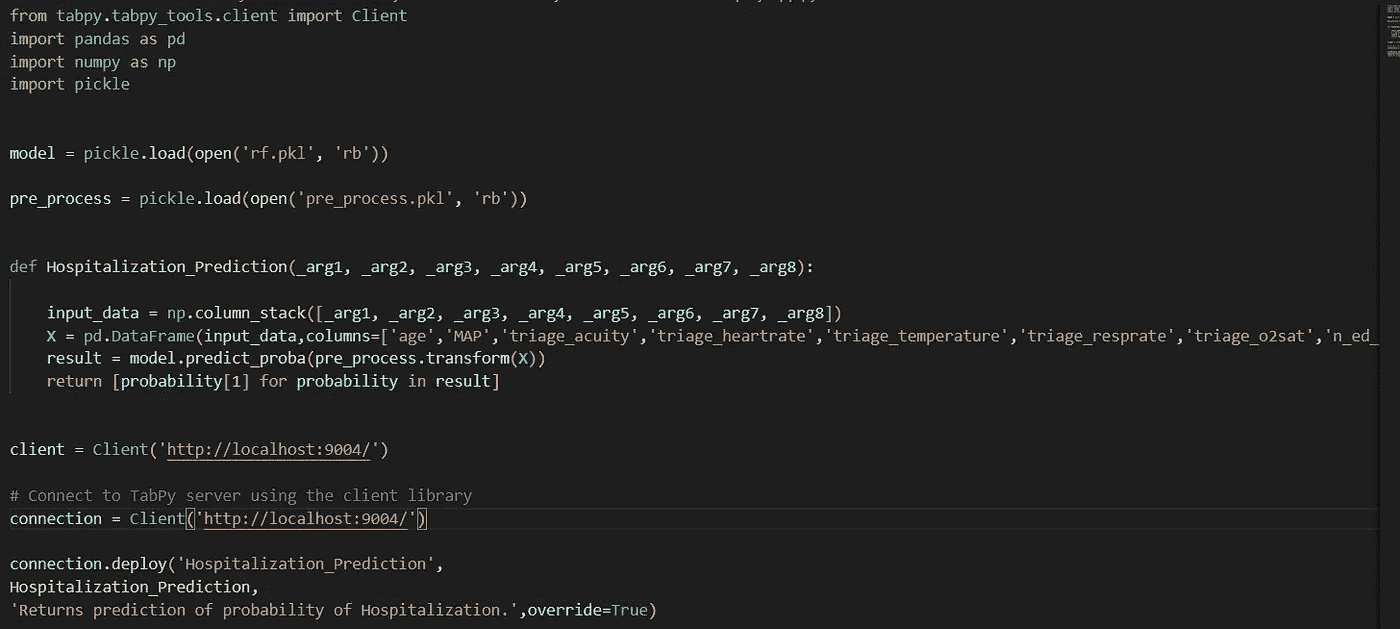 from tabpy.tabpy_tools.client import Client
import pandas as pd
import numpy as np
import pickle
model = pickle.load(open('rf.pkl', 'rb'))
pre_process = pickle.load(open('pre_process.pkl', 'rb'))
def Hospitalization_Prediction(_arg1, _arg2, _arg3, _arg4, _arg5, _arg6, _arg7, _arg8):
    input_data = np.column_stack([_arg1, _arg2, _arg3, _arg4, _arg5, _arg6, _arg7, _arg8])
    X = pd.DataFrame(input_data,columns=['age','MAP','triage_acuity','triage_heartrate','triage_temperature','triage_resprate','triage_o2sat','n_ed_
    result = model.predict_proba(pre_process.transform(X))
    return [probability[1] for probability in result]
client = Client('http://localhost:9004/')
# Connect to TabPy server using the client library
connection = Client('http://localhost:9004/')
connection.deploy('Hospitalization_Prediction',
Hospitalization_Prediction,
'Returns prediction of probability of Hospitalization.',override=True)